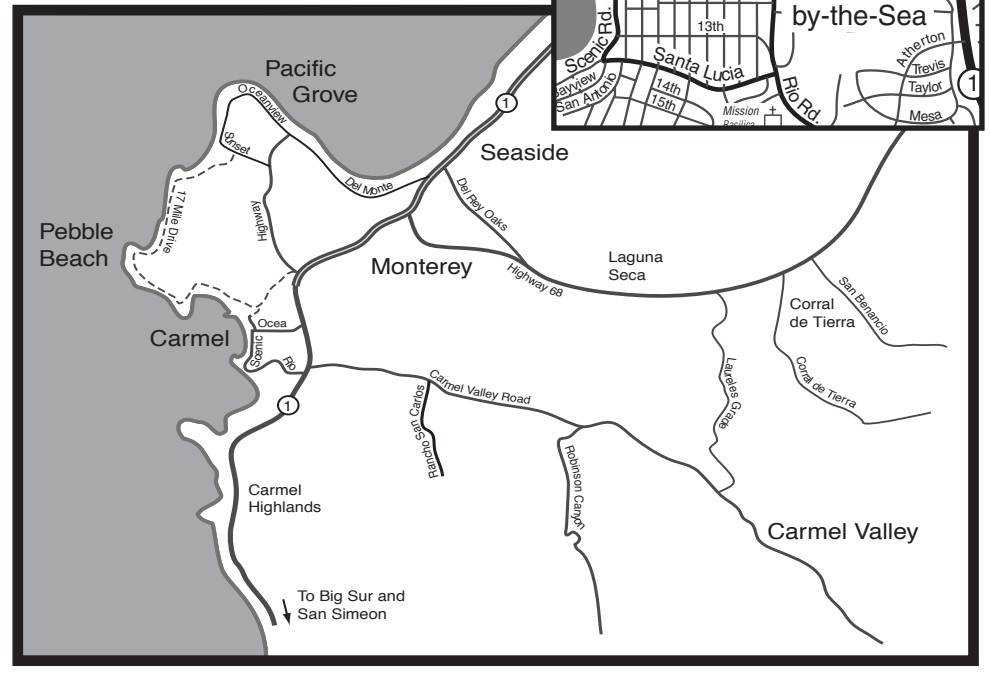 by-the-Sea
13th
Scenic Rd.
Santa Lucia
Bayview
San Antonio
14th
15th
Mission
Basilica
Rio Rd.
Atherton
Trevis
Taylor
Mesa
1
Pacific
Grove
Oceanview
Sunset
1
Seaside
Del Monte
Del Rey Oaks
17 Mile Drive
Highway
Pebble
Beach
Monterey
Highway 68
Laguna
Seca
San Benancio
Corral
de Tierra
Carmel
Ocea
Scenic
Rio
Corral de Tierra
Laureles Grade
Carmel Valley Road
Rancho San Carlos
1
Robinson Canyon
Carmel
Highlands
Carmel Valley
To Big Sur and
San Simeon